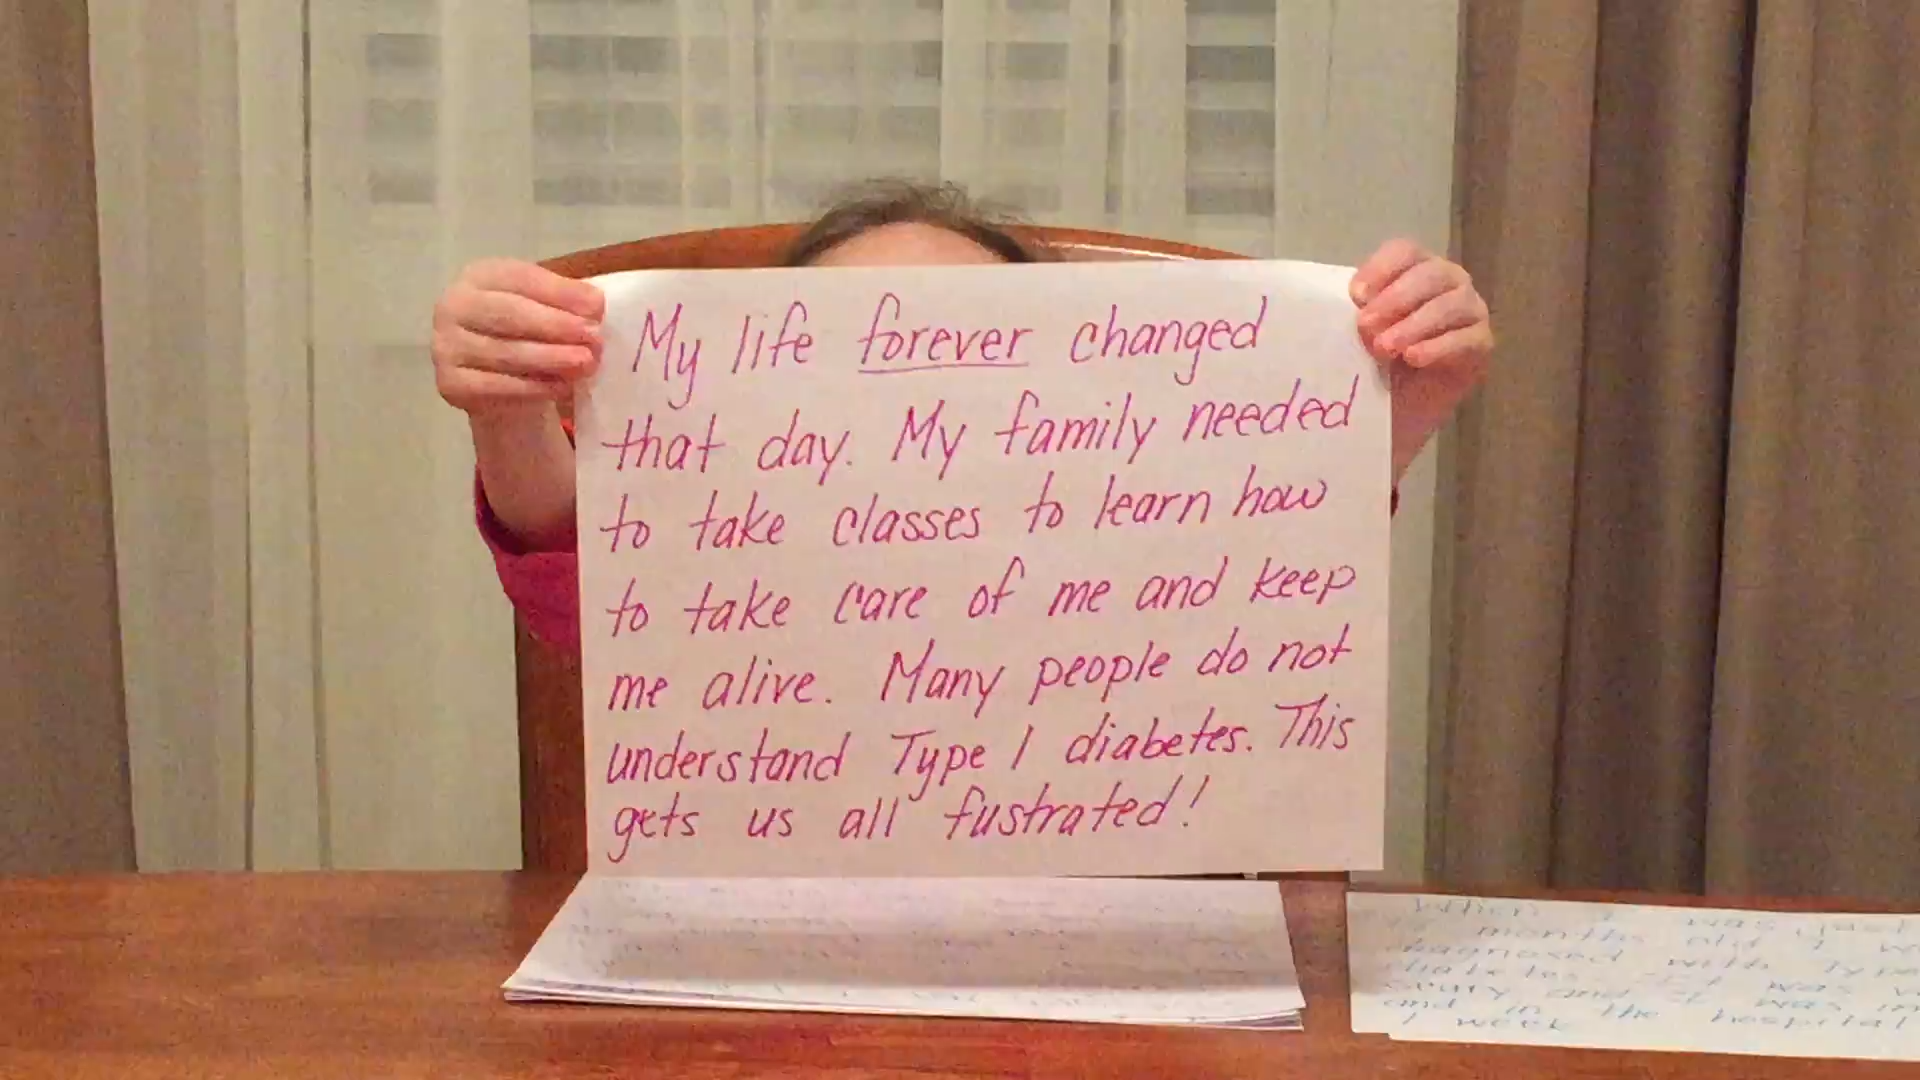 My life forever changed
that day. My family needed
to take classes to learn how
to take care of me and keep
me alive. Many people do not
understand Type 1 diabetes. This
gets us all fustrated!
When I was just
months old I
diagnosed with Type
diabetes. It was
scary and I was in
and in the hospital
1 week